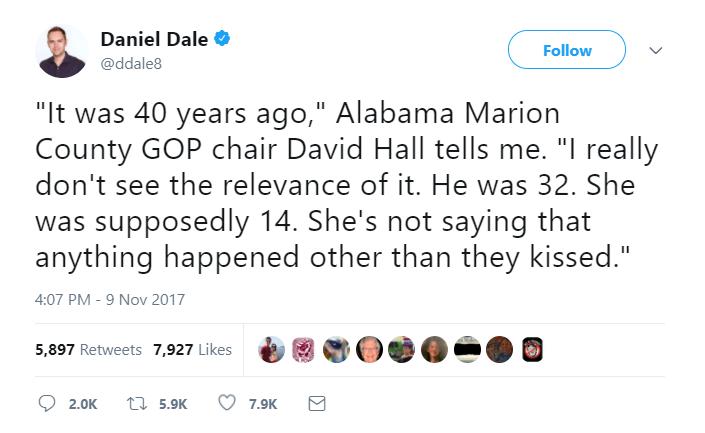 Daniel Dale
@ddale8
Follow
"It was 40 years ago," Alabama Marion
County GOP chair David Hall tells me. "I really
don't see the relevance of it. He was 32. She
was supposedly 14. She's not saying that
anything happened other than they kissed."
4:07 PM - 9 Nov 2017
5,897 Retweets 7,927 Likes
2.0K 5.9K 7.9K